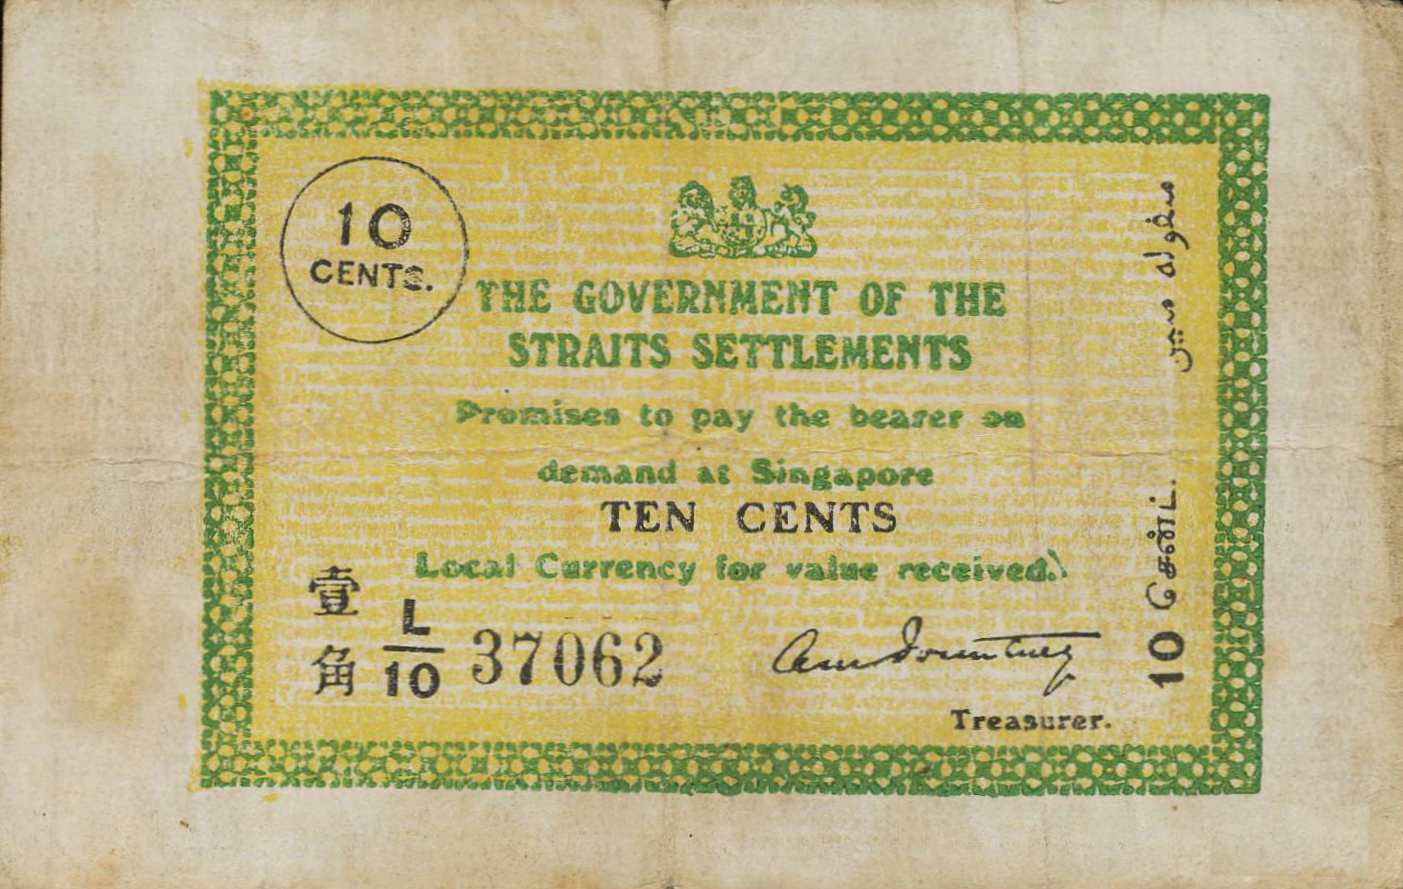 10
CENTS.
THE GOVERNMENT OF THE
STRAITS SETTLEMENTS
Promises to pay the bearer on
demand at Singapore
TEN CENTS
Local Currency for value received.
壹
角
L
10
37062
Treasurer.
سڤوله سين
10 சென்ட்.